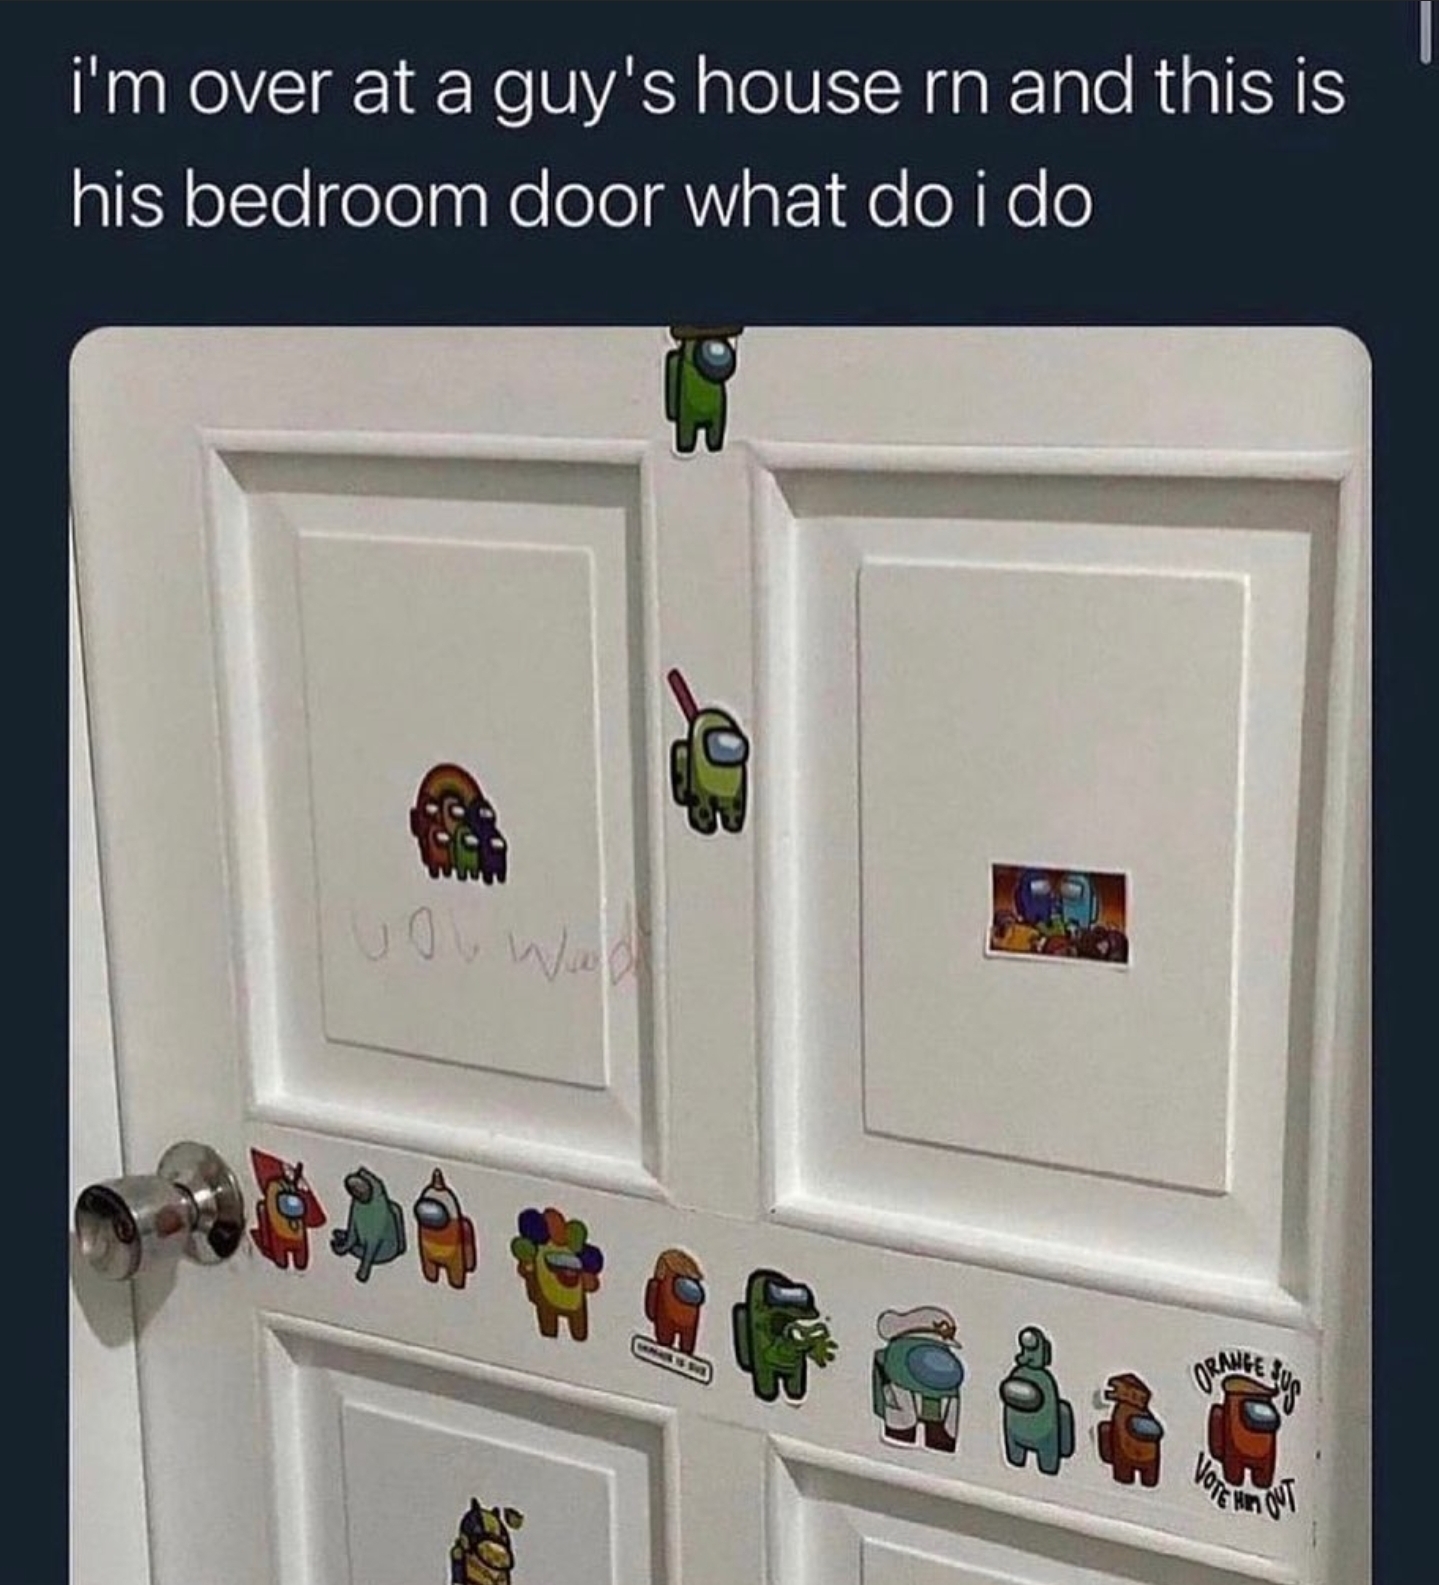 i'm over at a guy's house rn and this is
his bedroom door what do i do
ORANGE SUS
VOTE HIM OUT